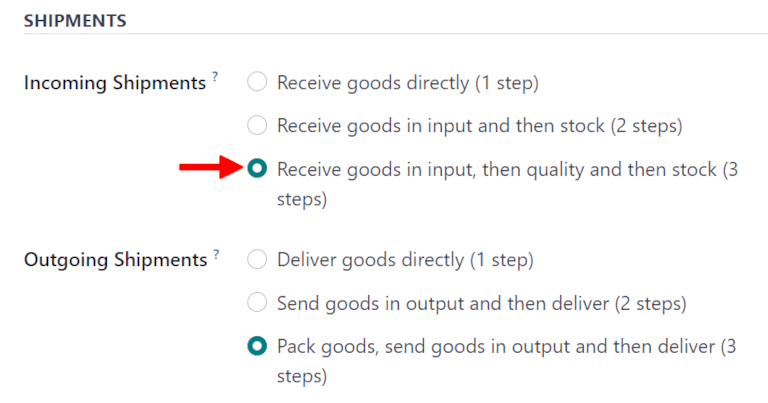 SHIPMENTS
Incoming Shipments ?
Receive goods directly (1 step)
Receive goods in input and then stock (2 steps)
Receive goods in input, then quality and then stock (3
steps)
Outgoing Shipments ?
Deliver goods directly (1 step)
Send goods in output and then deliver (2 steps)
Pack goods, send goods in output and then deliver (3
steps)